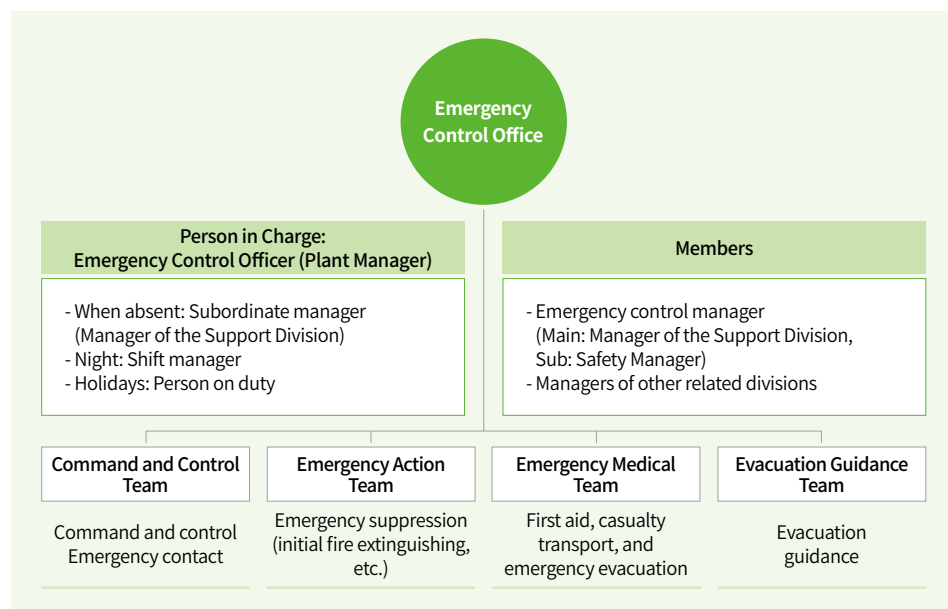 Emergency
Control Office
Person in Charge:
Emergency Control Officer (Plant Manager)
- When absent: Subordinate manager
(Manager of the Support Division)
- Night: Shift manager
- Holidays: Person on duty
Members
- Emergency control manager
(Main: Manager of the Support Division,
Sub: Safety Manager)
- Managers of other related divisions
Command and Control
Team
Command and control
Emergency contact
Emergency Action
Team
Emergency suppression
(initial fire extinguishing,
etc.)
Emergency Medical
Team
First aid, casualty
transport, and
emergency evacuation
Evacuation Guidance
Team
Evacuation
guidance